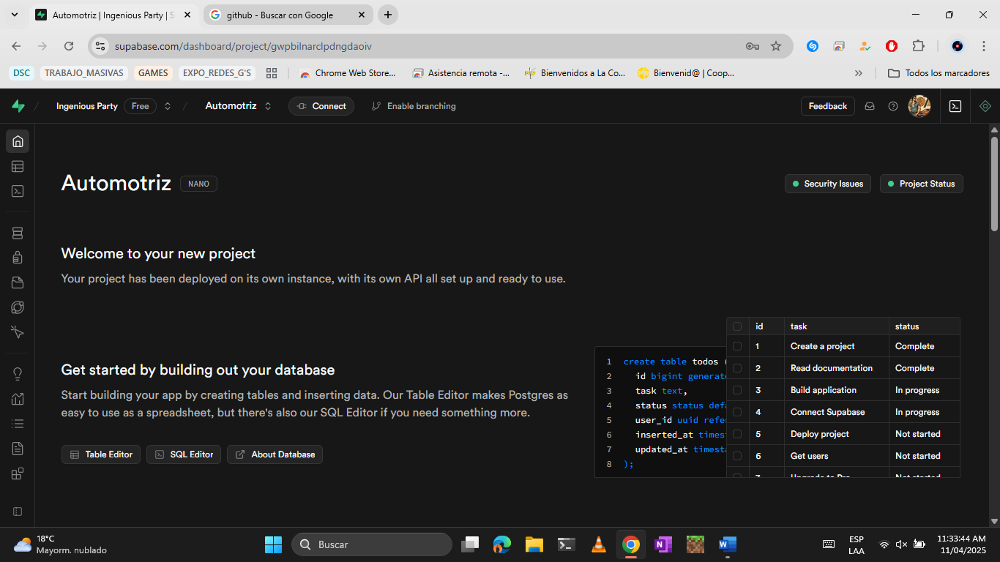 Automotriz | Ingenious Party | S
github - Buscar con Google
supabase.com/dashboard/project/gwpbilnarclpdngdaoiv
DSC TRABAJO_MASIVAS GAMES EXPO_REDES_G'S Chrome Web Store... Asistencia remota -... Bienvenidos a La Co... Bienvenid@ | Coop... Todos los marcadores
Ingenious Party Free Automotriz Connect Enable branching Feedback
Automotriz NANO
Security Issues Project Status
Welcome to your new project
Your project has been deployed on its own instance, with its own API all set up and ready to use.
Get started by building out your database
Start building your app by creating tables and inserting data. Our Table Editor makes Postgres as
easy to use as a spreadsheet, but there's also our SQL Editor if you need something more.
Table Editor SQL Editor About Database
1 create table todos (
2 id bigint generate
3 task text,
4 status status defa
5 user_id uuid refer
6 inserted_at timest
7 updated_at timesta
8 );
id task status
1 Create a project Complete
2 Read documentation Complete
3 Build application In progress
4 Connect Supabase In progress
5 Deploy project Not started
6 Get users Not started
7 Upgrade to Pro Not started
18°C
Mayorm. nublado
Buscar
ESP
LAA
11:33:44 AM
11/04/2025